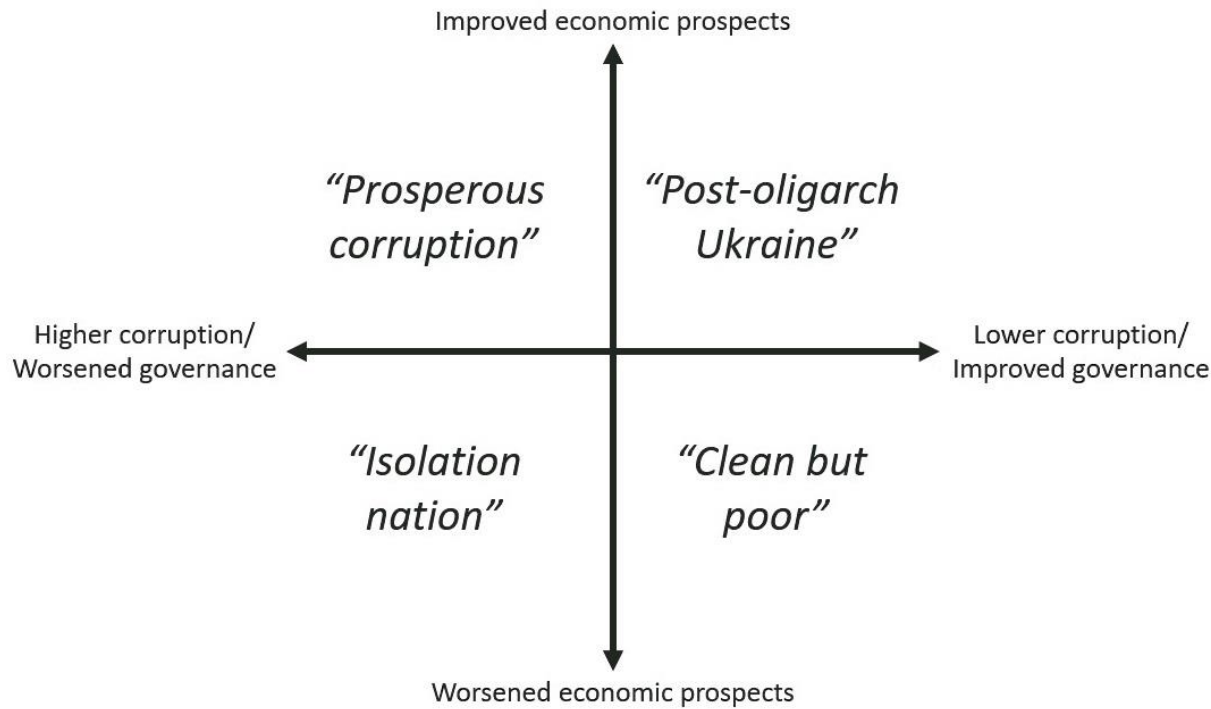 Improved economic prospects
“Prosperous
corruption”
“Post-oligarch
Ukraine”
Higher corruption/
Worsened governance
Lower corruption/
Improved governance
“Isolation
nation”
“Clean but
poor”
Worsened economic prospects